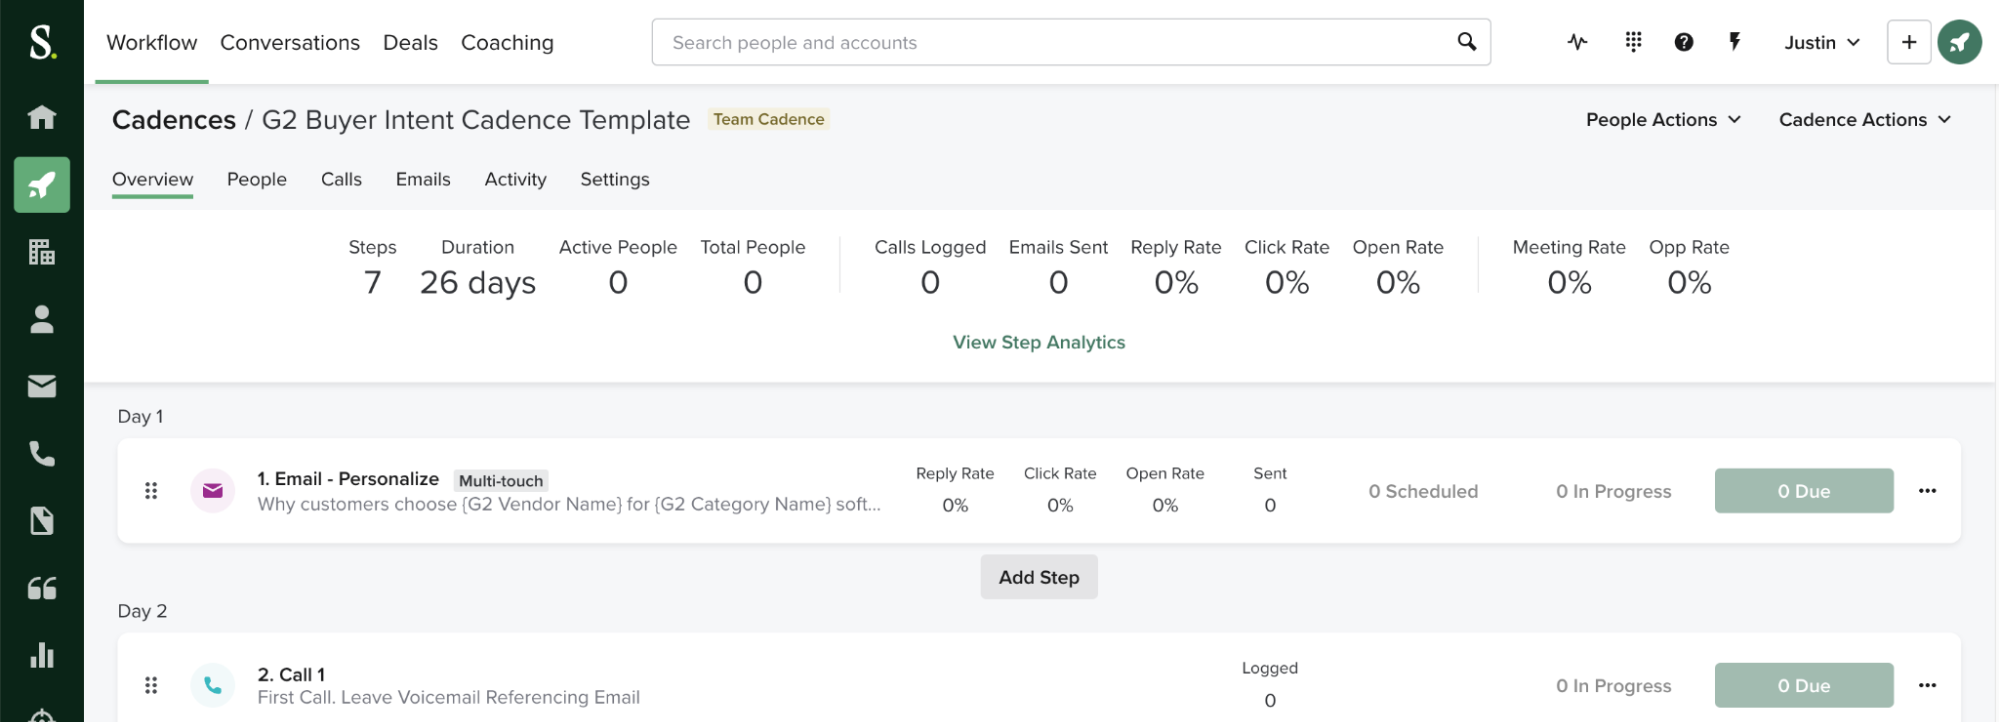 S.
Workflow Conversations Deals Coaching
Search people and accounts
Justin
Cadences / G2 Buyer Intent Cadence Template Team Cadence
People Actions Cadence Actions
Overview People Calls Emails Activity Settings
Steps Duration Active People Total People Calls Logged Emails Sent Reply Rate Click Rate Open Rate Meeting Rate Opp Rate
7 26 days 0 0 0 0 0% 0% 0% 0% 0%
View Step Analytics
Day 1
1. Email - Personalize Multi-touch
Why customers choose {G2 Vendor Name} for {G2 Category Name} soft...
Reply Rate Click Rate Open Rate Sent
0% 0% 0% 0
0 Scheduled 0 In Progress 0 Due
Add Step
Day 2
2. Call 1
First Call. Leave Voicemail Referencing Email
Logged
0
0 In Progress 0 Due